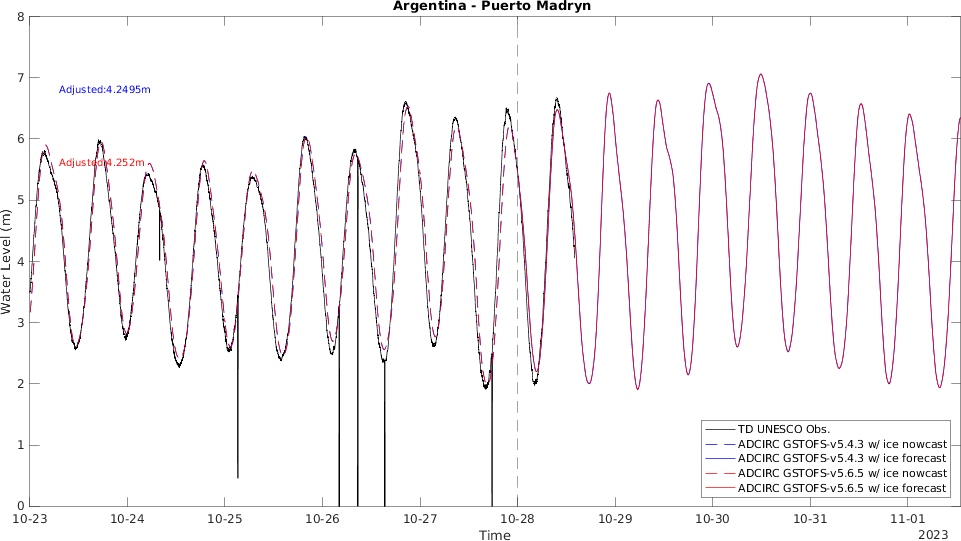 Argentina - Puerto Madryn
8
7
6
5
4
3
2
1
0
Water Level (m)
Adjusted:4.2495m
Adjusted:4.252m
TD UNESCO Obs.
ADCIRC GSTOFS-v5.4.3 w/ ice nowcast
ADCIRC GSTOFS-v5.4.3 w/ ice forecast
ADCIRC GSTOFS-v5.6.5 w/ ice nowcast
ADCIRC GSTOFS-v5.6.5 w/ ice forecast
10-23 10-24 10-25 10-26 10-27 10-28 10-29 10-30 10-31 11-01
2023
Time